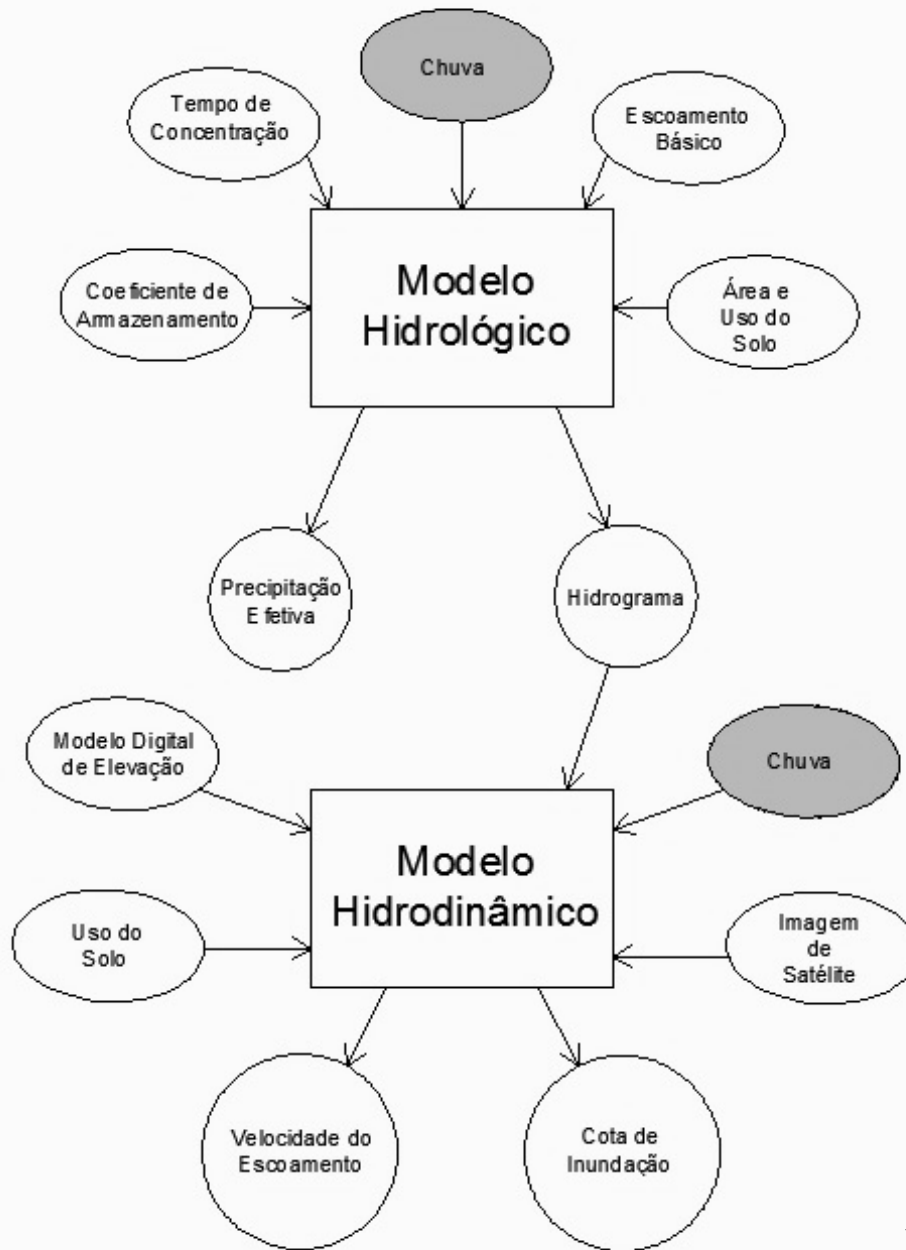 Chuva
Tempo de
Concentração
Escoamento
Básico
Modelo
Hidrológico
Coeficiente de
Armazenamento
Área e
Uso do
Solo
Precipitação
Efetiva
Hidrograma
Modelo Digital
de Elevação
Chuva
Modelo
Hidrodinâmico
Uso do
Solo
Imagem
de
Satélite
Velocidade do
Escoamento
Cota de
Inundação